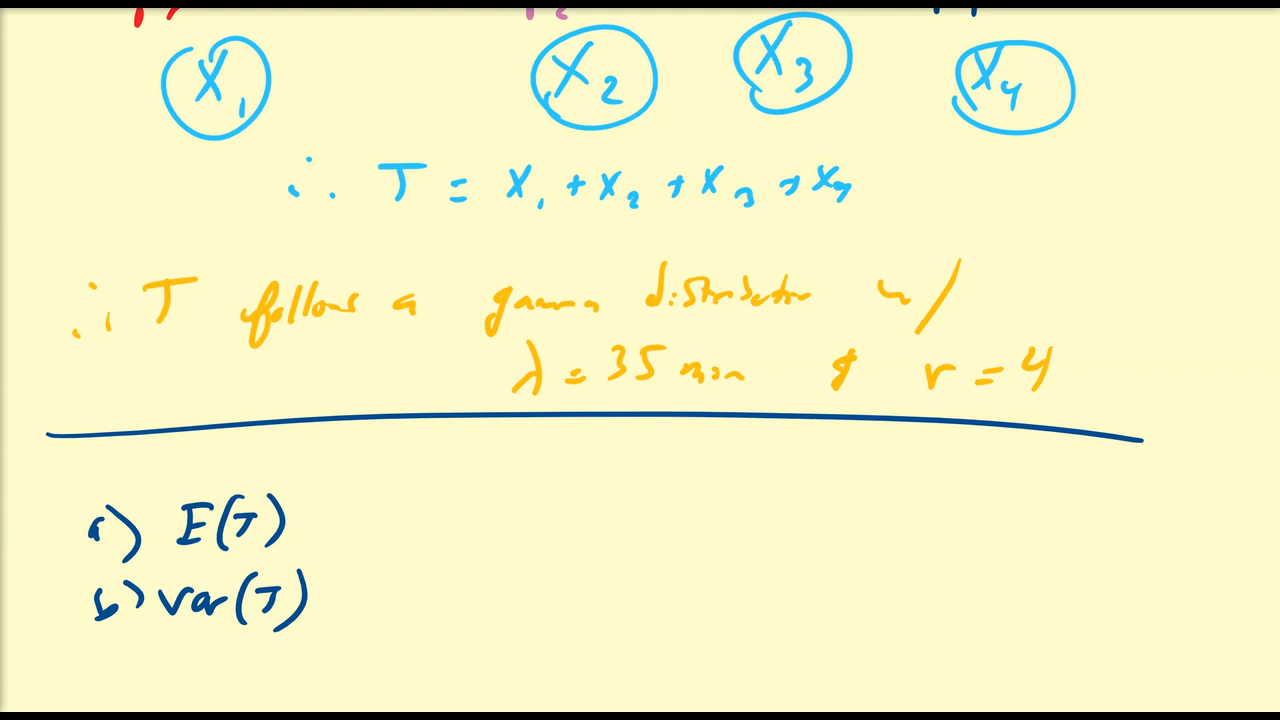 X₁ X₂ X₃ X₄
∴ T = X₁ + X₂ + X₃ + X₄
∴ T follows a gamma distribution w/
λ = 35 min & r = 4
a) E(T)
b) Var(T)